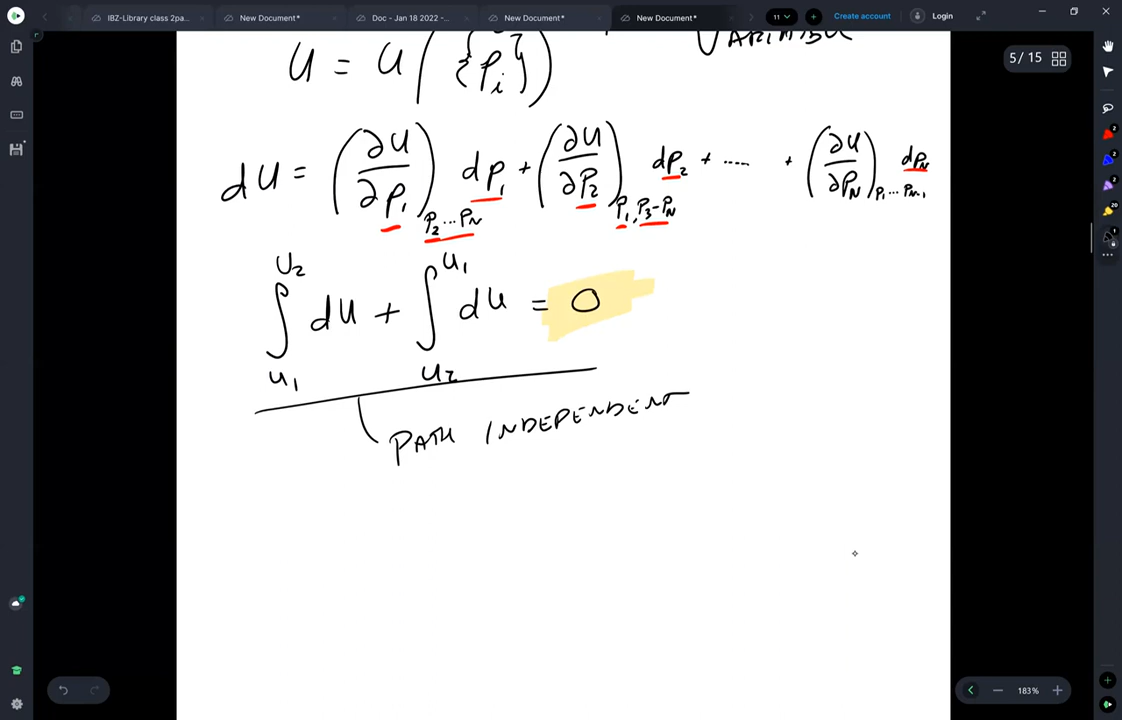 IBZ-Library class 2pa...
New Document*
Doc - Jan 18 2022 -...
New Document*
New Document*
11
Create account
Login
5 / 15
U = U({P_i})
dU = (∂U/∂P_1)_{P_2...P_N} dP_1 + (∂U/∂P_2)_{P_1, P_3-P_N} dP_2 + ..... + (∂U/∂P_N)_{P_1...P_{N-1}} dP_N
∫_{U_1}^{U_2} dU + ∫_{U_2}^{U_1} dU = 0
PATH INDEPENDENT
183%